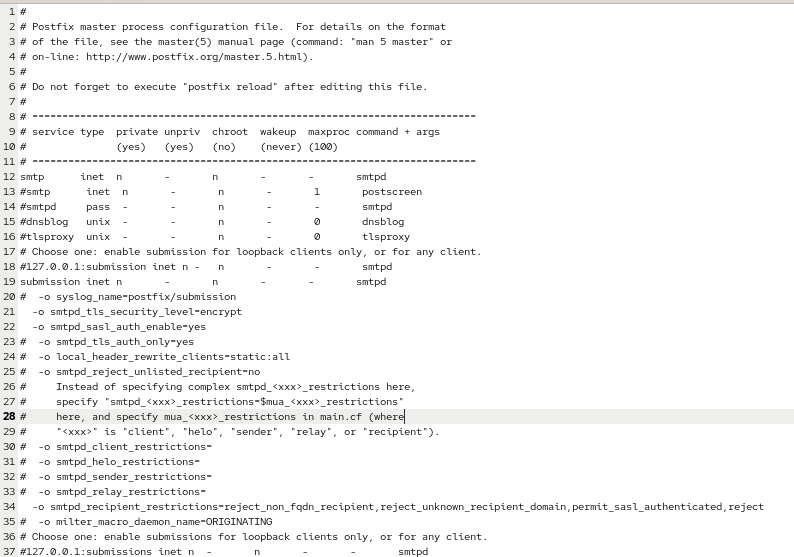 1 #
2 # Postfix master process configuration file.  For details on the format
3 # of the file, see the master(5) manual page (command: "man 5 master" or
4 # on-line: http://www.postfix.org/master.5.html).
5 #
6 # Do not forget to execute "postfix reload" after editing this file.
7 #
8 # ==========================================================================
9 # service type  private unpriv  chroot  wakeup  maxproc command + args
10 #               (yes)   (yes)   (no)    (never) (100)
11 # ==========================================================================
12 smtp      inet  n       -       n       -       -       smtpd
13 #smtp      inet  n       -       n       -       1       postscreen
14 #smtpd     pass  -       -       n       -       -       smtpd
15 #dnsblog   unix  -       -       n       -       0       dnsblog
16 #tlsproxy  unix  -       -       n       -       0       tlsproxy
17 # Choose one: enable submission for loopback clients only, or for any client.
18 #127.0.0.1:submission inet n -   n       -       -       smtpd
19 submission inet n       -       n       -       -       smtpd
20 #  -o syslog_name=postfix/submission
21   -o smtpd_tls_security_level=encrypt
22   -o smtpd_sasl_auth_enable=yes
23 #  -o smtpd_tls_auth_only=yes
24 #  -o local_header_rewrite_clients=static:all
25 #  -o smtpd_reject_unlisted_recipient=no
26 #     Instead of specifying complex smtpd_<xxx>_restrictions here,
27 #     specify "smtpd_<xxx>_restrictions=$mua_<xxx>_restrictions"
28 #     here, and specify mua_<xxx>_restrictions in main.cf (where
29 #     "<xxx>" is "client", "helo", "sender", "relay", or "recipient").
30 #  -o smtpd_client_restrictions=
31 #  -o smtpd_helo_restrictions=
32 #  -o smtpd_sender_restrictions=
33 #  -o smtpd_relay_restrictions=
34   -o smtpd_recipient_restrictions=reject_non_fqdn_recipient,reject_unknown_recipient_domain,permit_sasl_authenticated,reject
35 #  -o milter_macro_daemon_name=ORIGINATING
36 # Choose one: enable submissions for loopback clients only, or for any client.
37 #127.0.0.1:submissions inet n  -       n       -       -       smtpd